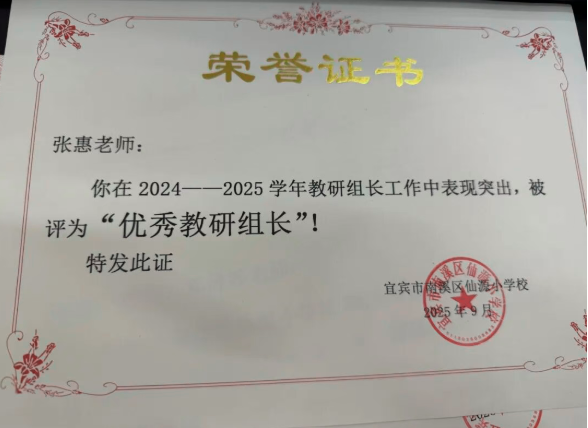 荣誉证书
张惠老师：
你在 2024——2025 学年教研组长工作中表现突出，被
评为“优秀教研组长”！
特发此证
宜宾市南溪区仙源小学校
2025 年 9 月